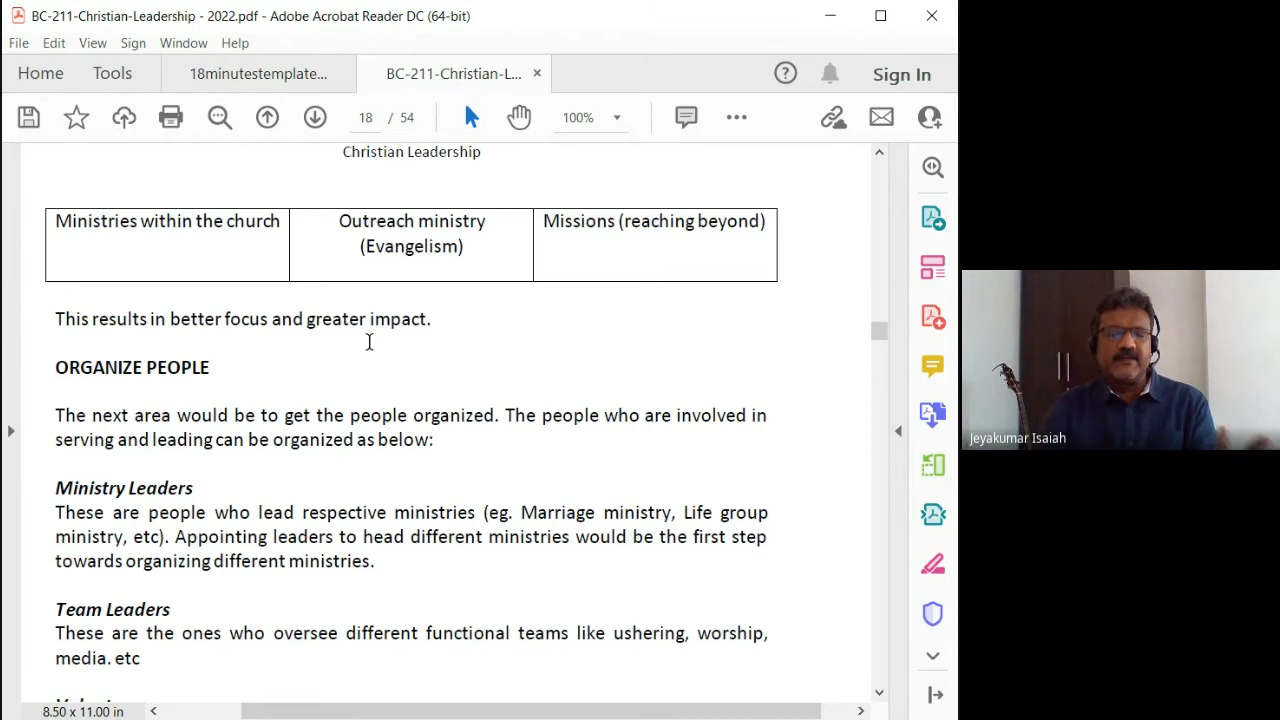 BC-211-Christian-Leadership - 2022.pdf - Adobe Acrobat Reader DC (64-bit)
File Edit View Sign Window Help
Home Tools 18minutestemplate... BC-211-Christian-L... Sign In
18 / 54 100%
Christian Leadership
Ministries within the church
Outreach ministry
(Evangelism)
Missions (reaching beyond)
This results in better focus and greater impact.
ORGANIZE PEOPLE
The next area would be to get the people organized. The people who are involved in
serving and leading can be organized as below:
Ministry Leaders
These are people who lead respective ministries (eg. Marriage ministry, Life group
ministry, etc). Appointing leaders to head different ministries would be the first step
towards organizing different ministries.
Team Leaders
These are the ones who oversee different functional teams like ushering, worship,
media. etc
8.50 x 11.00 in
Jeyakumar Isaiah